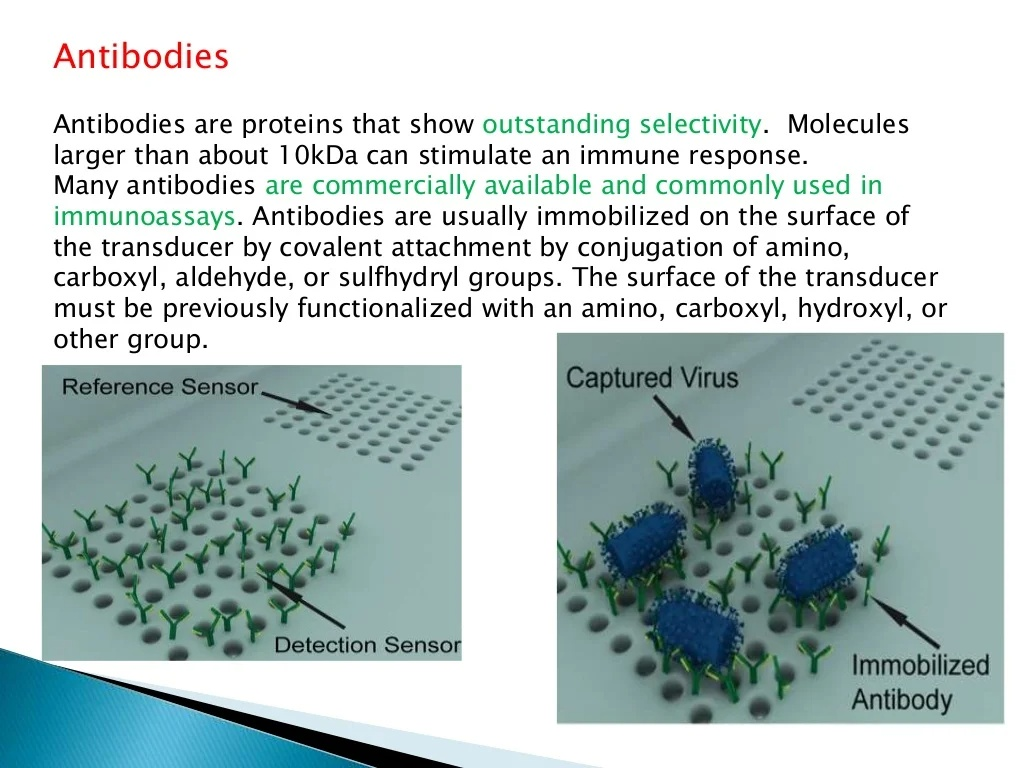 Antibodies
Antibodies are proteins that show outstanding selectivity. Molecules
larger than about 10kDa can stimulate an immune response.
Many antibodies are commercially available and commonly used in
immunoassays. Antibodies are usually immobilized on the surface of
the transducer by covalent attachment by conjugation of amino,
carboxyl, aldehyde, or sulfhydryl groups. The surface of the transducer
must be previously functionalized with an amino, carboxyl, hydroxyl, or
other group.
Reference Sensor
Detection Sensor
Captured Virus
Immobilized
Antibody